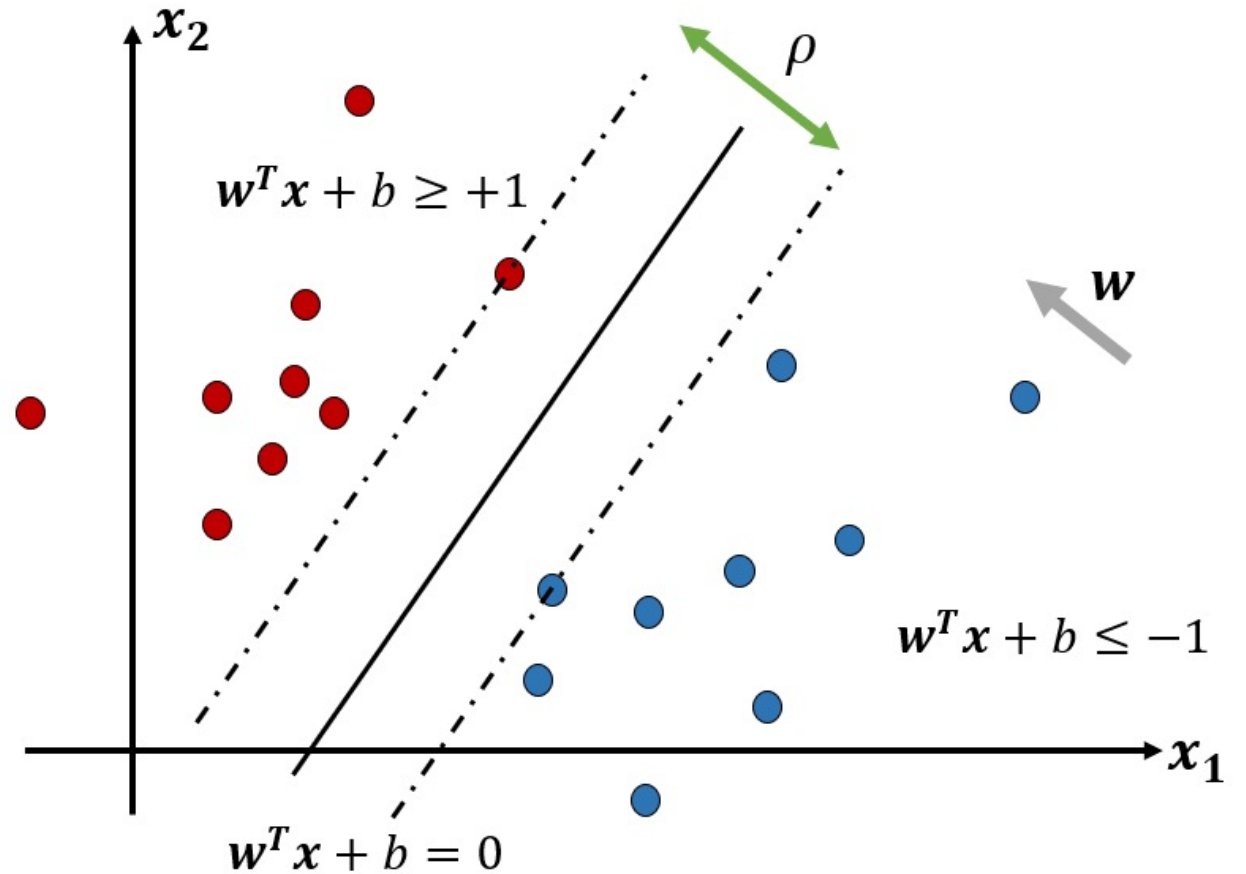 x₂
ρ
wᵀx + b ≥ +1
w
wᵀx + b ≤ −1
x₁
wᵀx + b = 0